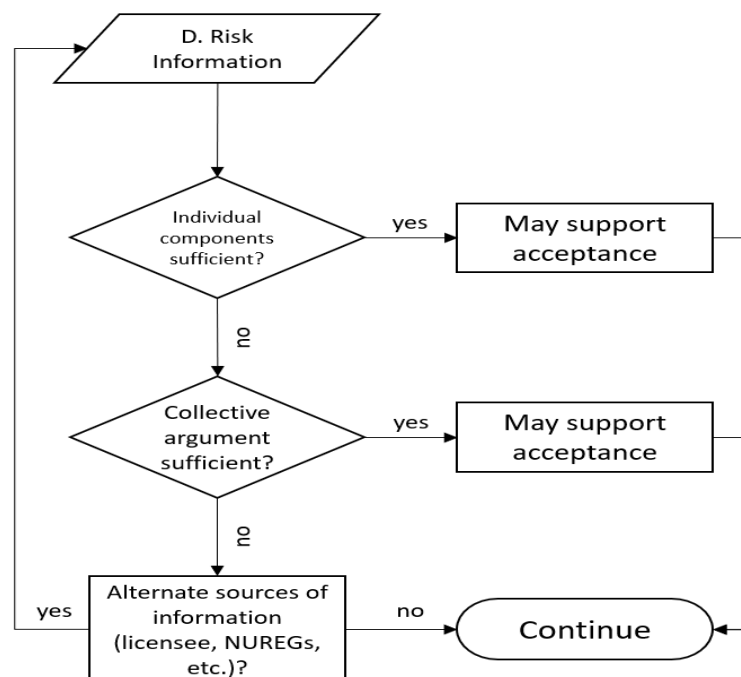 D. Risk
Information
Individual
components
sufficient?
yes
May support
acceptance
no
Collective
argument
sufficient?
yes
May support
acceptance
no
Alternate sources of
information
(licensee, NUREGs,
etc.)?
yes
no
Continue